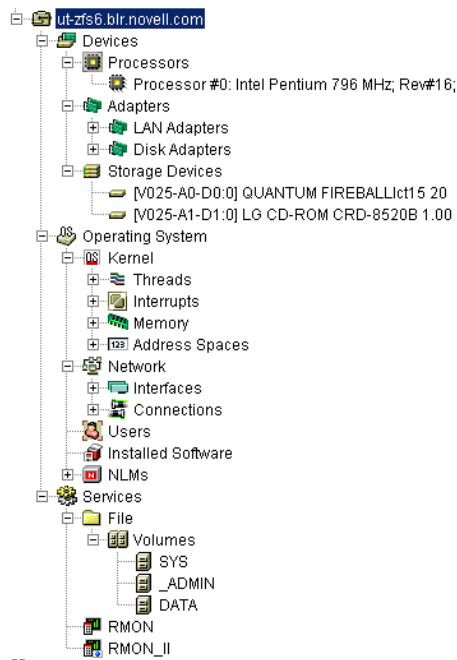 ut-zfs6.blr.novell.com
Devices
Processors
Processor #0: Intel Pentium 796 MHz; Rev#16;
Adapters
LAN Adapters
Disk Adapters
Storage Devices
[V025-A0-D0:0] QUANTUM FIREBALLlct15 20
[V025-A1-D1:0] LG CD-ROM CRD-8520B 1.00
OS
Operating System
OS
Kernel
Threads
Interrupts
Memory
123
Address Spaces
Network
Interfaces
Connections
Users
Installed Software
N
NLMs
Services
File
Volumes
SYS
_ADMIN
DATA
RMON
RMON_II